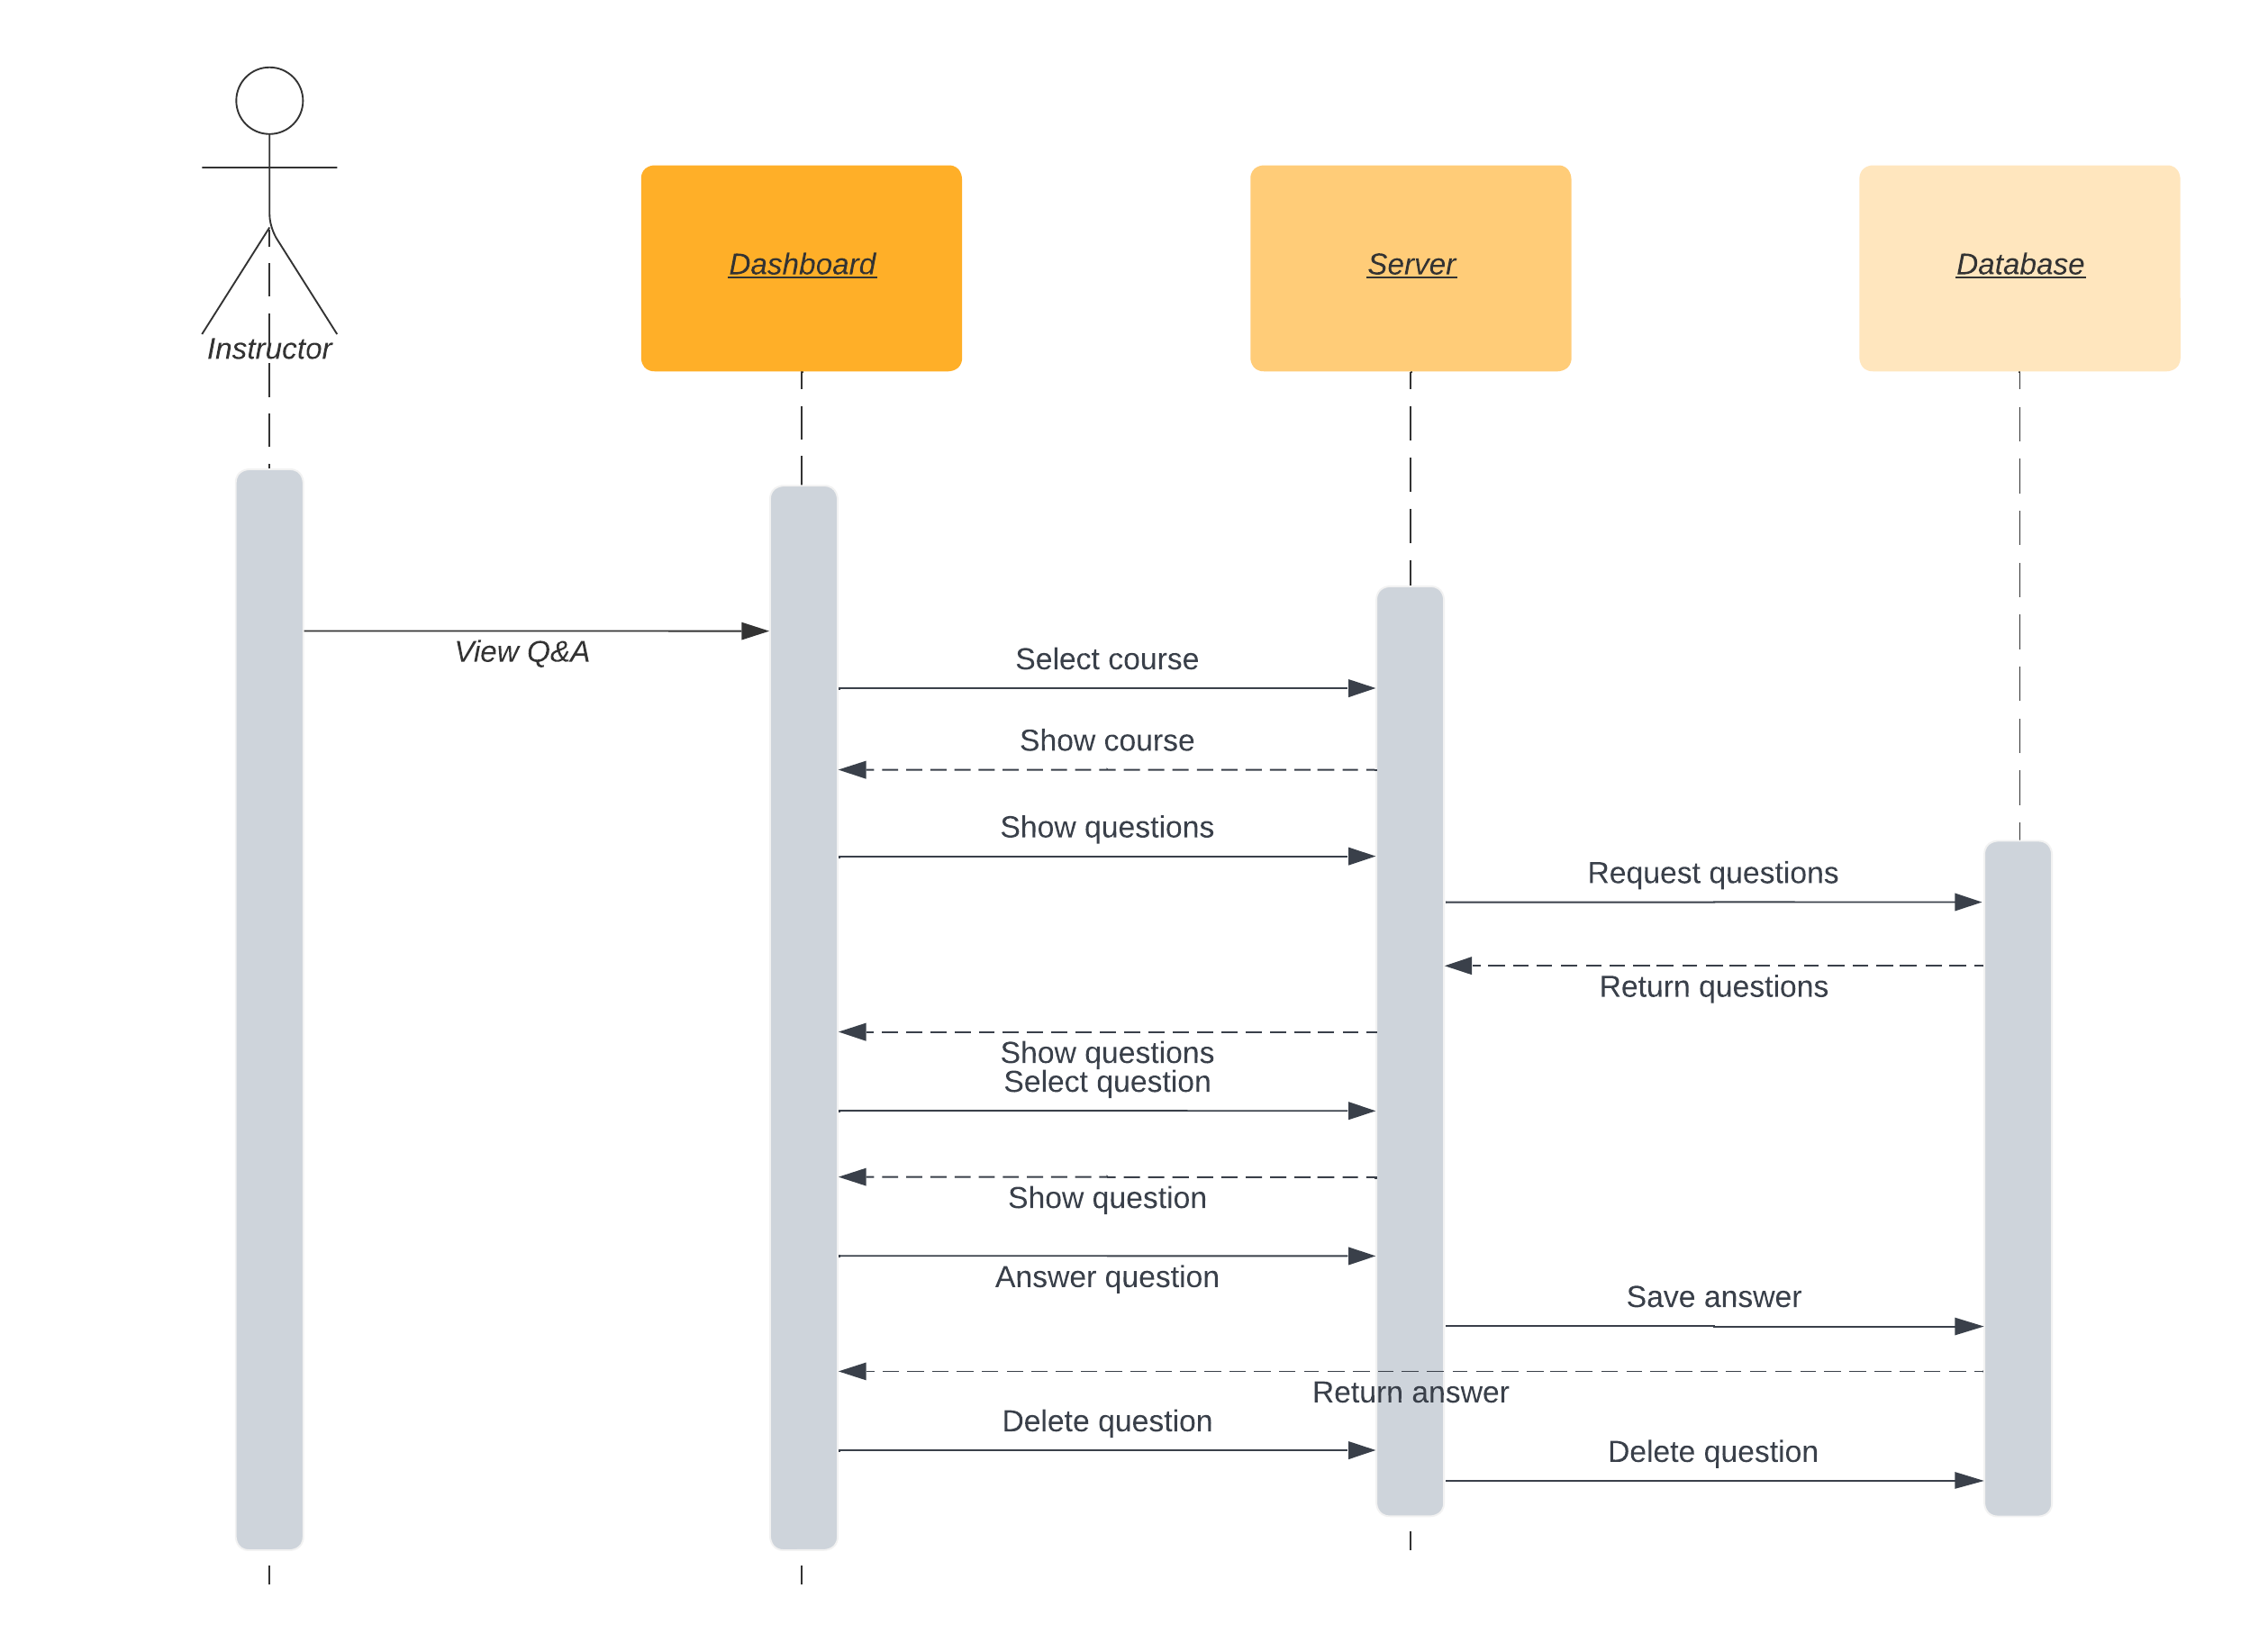 Dashboard
Server
Database
Instructor
View Q&A
Select course
Show course
Show questions
Request questions
Return questions
Show questions
Select question
Show question
Answer question
Save answer
Return answer
Delete question
Delete question